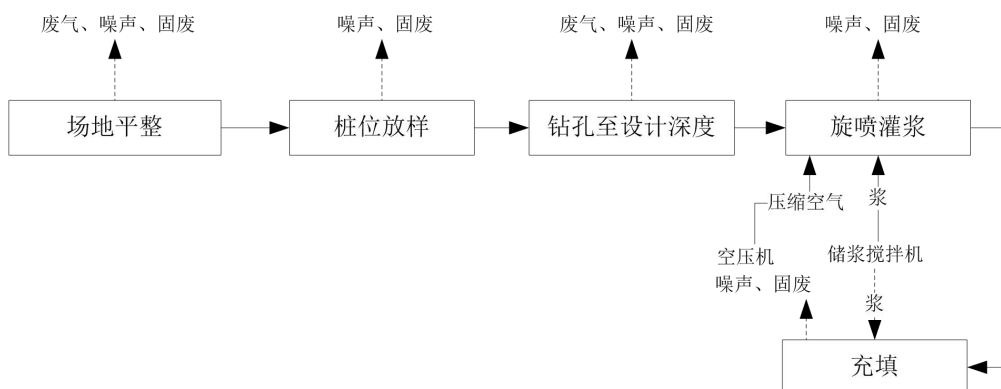 废气、噪声、固废
噪声、固废
废气、噪声、固废
噪声、固废
场地平整
桩位放样
钻孔至设计深度
旋喷灌浆
压缩空气
浆
空压机
储浆搅拌机
噪声、固废
浆
充填